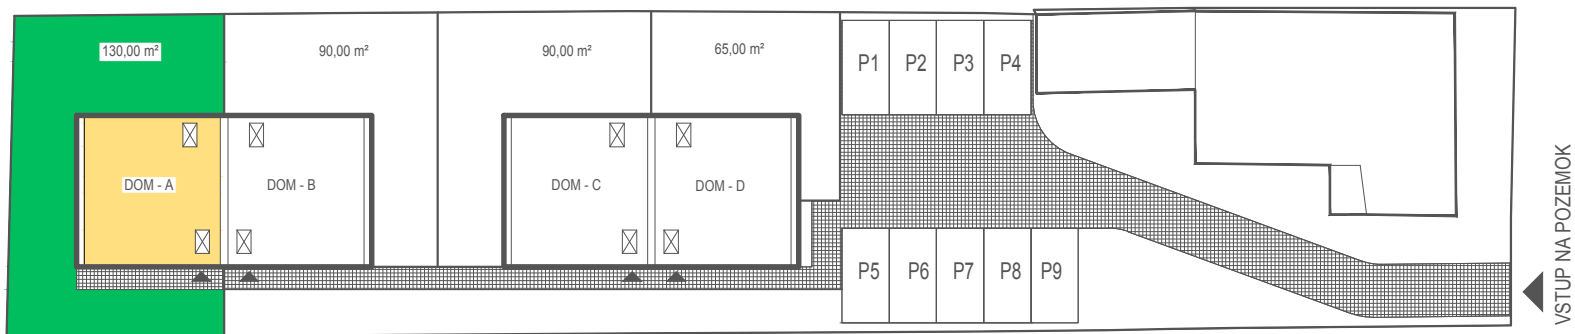 130,00 m²
90,00 m²
90,00 m²
65,00 m²
P1 P2 P3 P4
DOM - A
DOM - B
DOM - C
DOM - D
P5 P6 P7 P8 P9
VSTUP NA POZEMOK